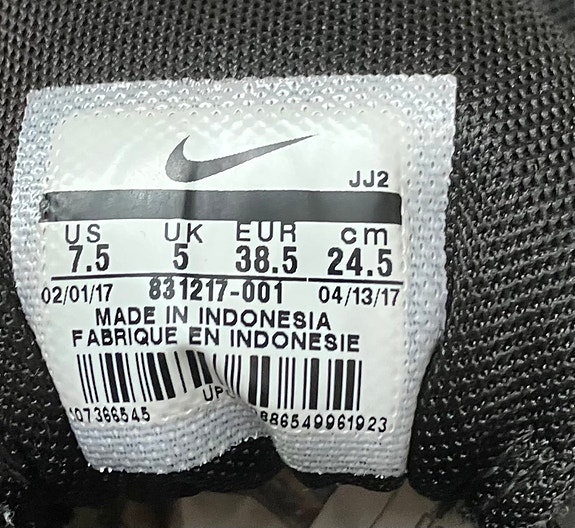 JJ2
US UK EUR cm
7.5 5 38.5 24.5
02/01/17 831217-001 04/13/17
MADE IN INDONESIA
FABRIQUE EN INDONESIE
107366545 886549961923